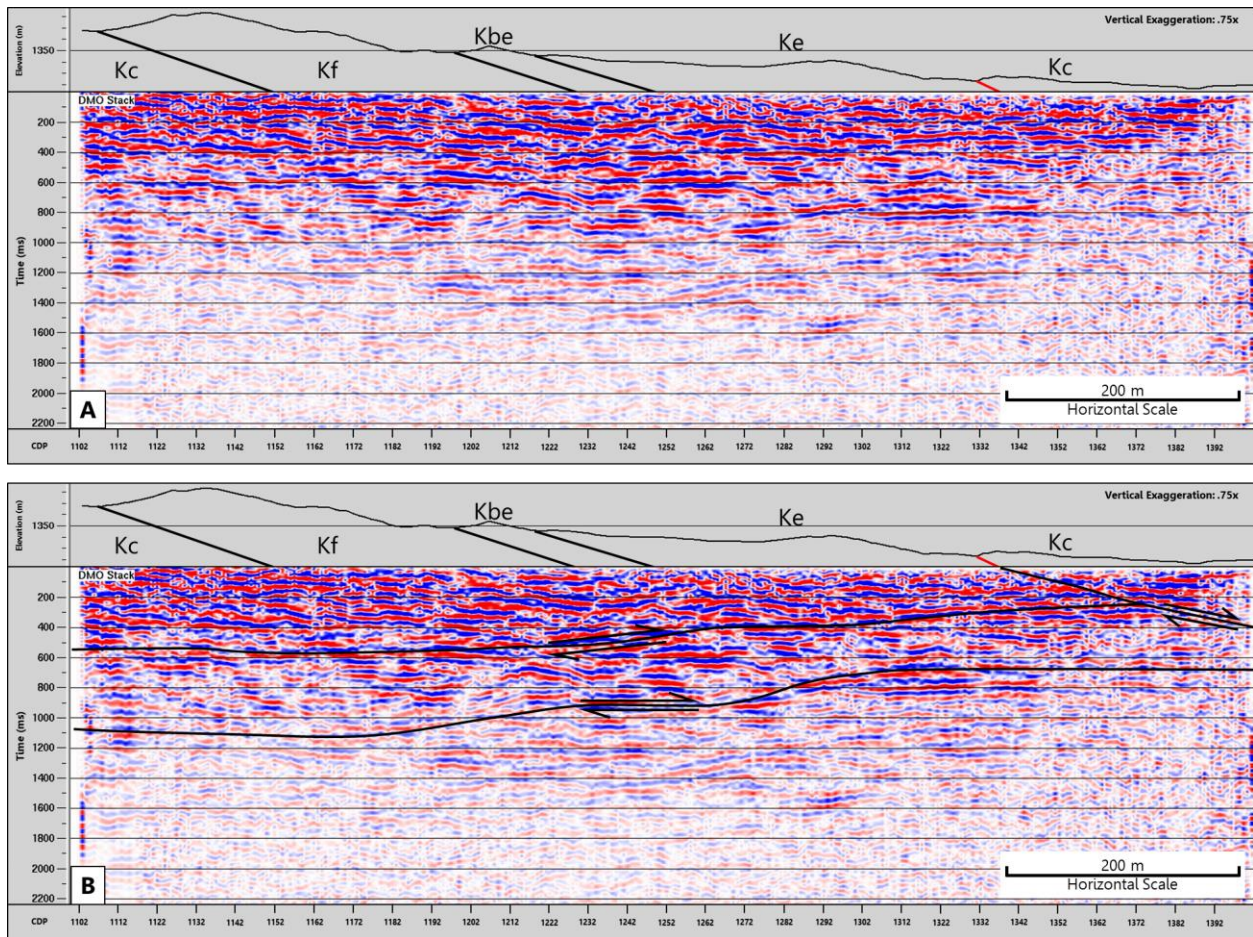 Vertical Exaggeration: .75x
Elevation (m)
1350
Kc
Kf
Kbe
Ke
Kc
DMO Stack
Time (ms)
200
400
600
800
1000
1200
1400
1600
1800
2000
2200
A
200 m
Horizontal Scale
CDP 1102 1112 1122 1132 1142 1152 1162 1172 1182 1192 1202 1212 1222 1232 1242 1252 1262 1272 1282 1292 1302 1312 1322 1332 1342 1352 1362 1372 1382 1392
Vertical Exaggeration: .75x
Elevation (m)
1350
Kc
Kf
Kbe
Ke
Kc
DMO Stack
Time (ms)
200
400
600
800
1000
1200
1400
1600
1800
2000
2200
B
200 m
Horizontal Scale
CDP 1102 1112 1122 1132 1142 1152 1162 1172 1182 1192 1202 1212 1222 1232 1242 1252 1262 1272 1282 1292 1302 1312 1322 1332 1342 1352 1362 1372 1382 1392